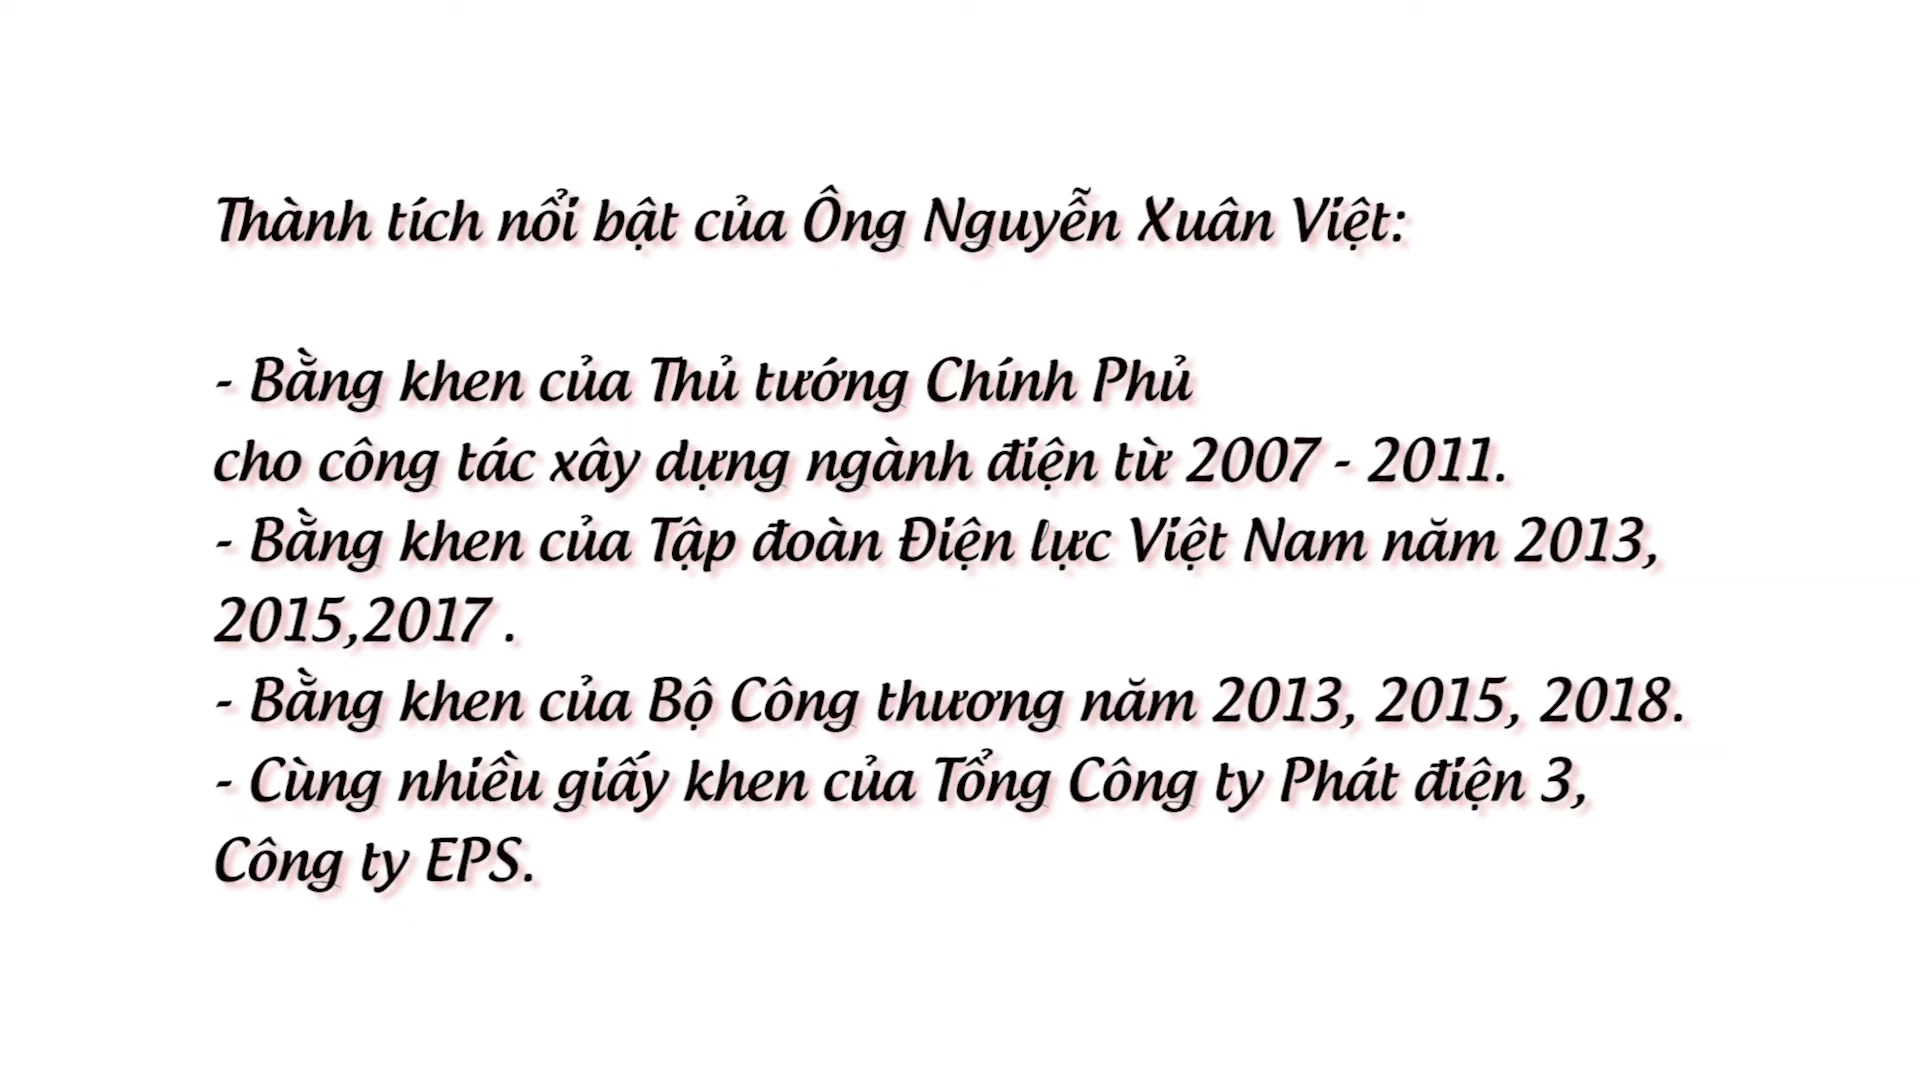 Thành tích nổi bật của Ông Nguyễn Xuân Việt:
- Bằng khen của Thủ tướng Chính Phủ
cho công tác xây dựng ngành điện từ 2007 - 2011.
- Bằng khen của Tập đoàn Điện lực Việt Nam năm 2013,
2015,2017 .
- Bằng khen của Bộ Công thương năm 2013, 2015, 2018.
- Cùng nhiều giấy khen của Tổng Công ty Phát điện 3,
Công ty EPS.